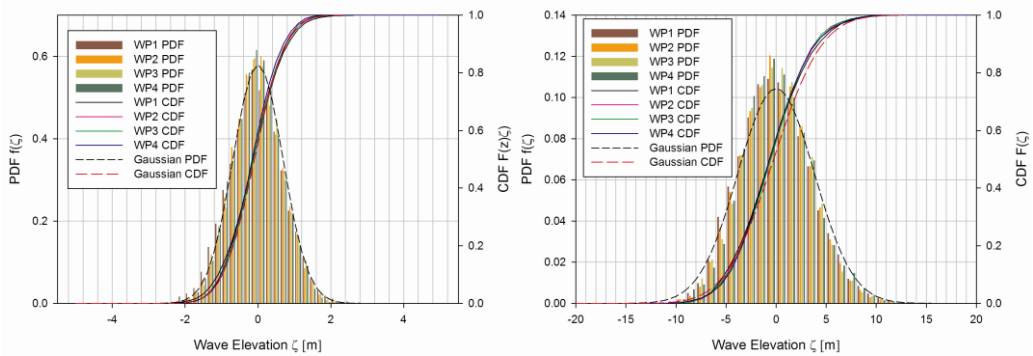 PDF f(ζ)
0.6
0.4
0.2
0.0
WP1 PDF
WP2 PDF
WP3 PDF
WP4 PDF
WP1 CDF
WP2 CDF
WP3 CDF
WP4 CDF
Gaussian PDF
Gaussian CDF
1.0
0.8
0.6
0.4
0.2
0.0
CDF F(z)ζ)
-4 -2 0 2 4
Wave Elevation ζ [m]
PDF f(ζ)
0.14
0.12
0.10
0.08
0.06
0.04
0.02
0.00
WP1 PDF
WP2 PDF
WP3 PDF
WP4 PDF
WP1 CDF
WP2 CDF
WP3 CDF
WP4 CDF
Gaussian PDF
Gaussian CDF
1.0
0.8
0.6
0.4
0.2
0.0
CDF F(ζ)
-20 -15 -10 -5 0 5 10 15 20
Wave Elevation ζ [m]